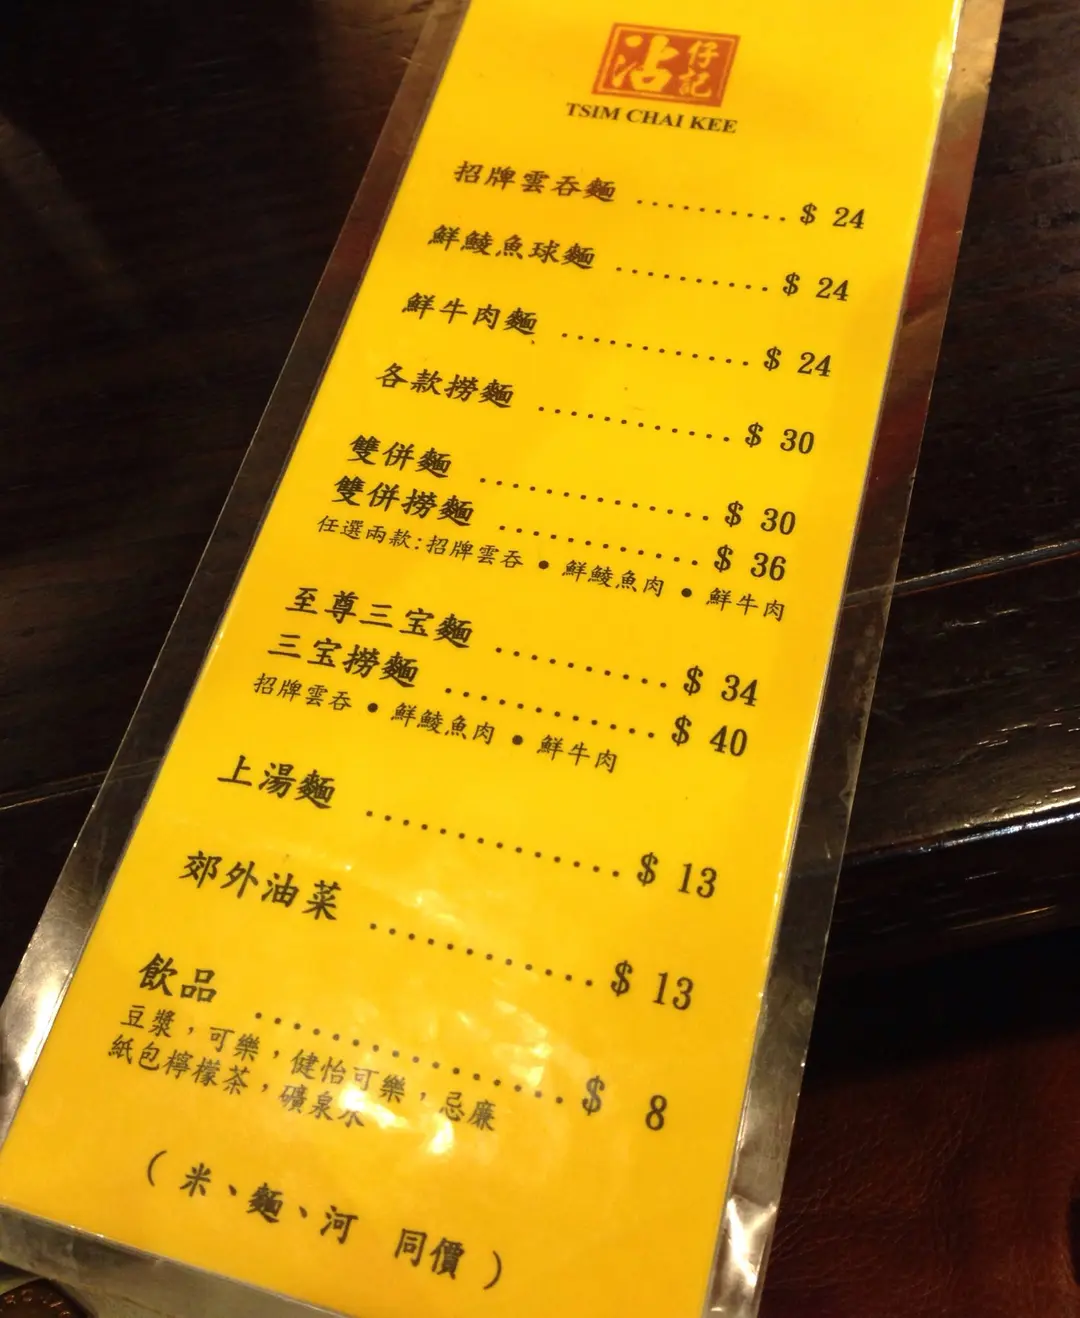 沾仔記
TSIM CHAI KEE
招牌雲吞麵 .......... $ 24
鮮鯪魚球麵 .......... $ 24
鮮牛肉麵 ............ $ 24
各款撈麵 ............ $ 30
雙併麵 .............. $ 30
雙併撈麵 ............ $ 36
任選兩款:招牌雲吞 • 鮮鯪魚肉 • 鮮牛肉
至尊三宝麵 .......... $ 34
三宝撈麵 ............ $ 40
招牌雲吞 • 鮮鯪魚肉 • 鮮牛肉
上湯麵 .............. $ 13
郊外油菜 ............ $ 13
飲品 ................ $ 8
豆漿，可樂，健怡可樂，忌廉
紙包檸檬茶，礦泉水
（ 米、麵、河 同價 ）